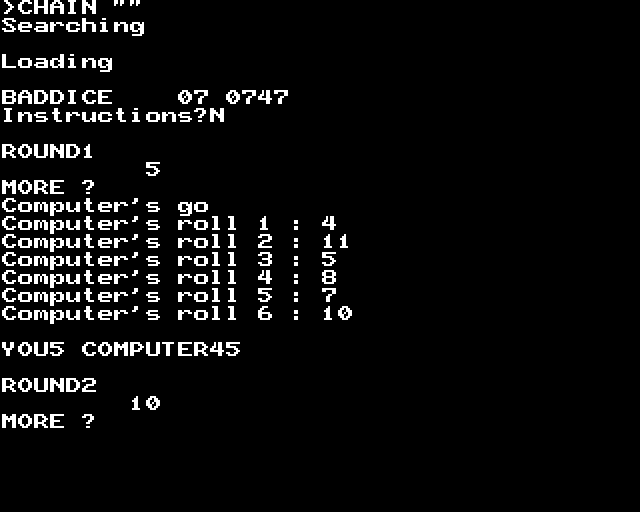 >CHAIN ""
Searching
Loading
BADDICE 07 0747
Instructions?N
ROUND1
5
MORE ?
Computer's go
Computer's roll 1 : 4
Computer's roll 2 : 11
Computer's roll 3 : 5
Computer's roll 4 : 8
Computer's roll 5 : 7
Computer's roll 6 : 10
YOU5 COMPUTER45
ROUND2
10
MORE ?